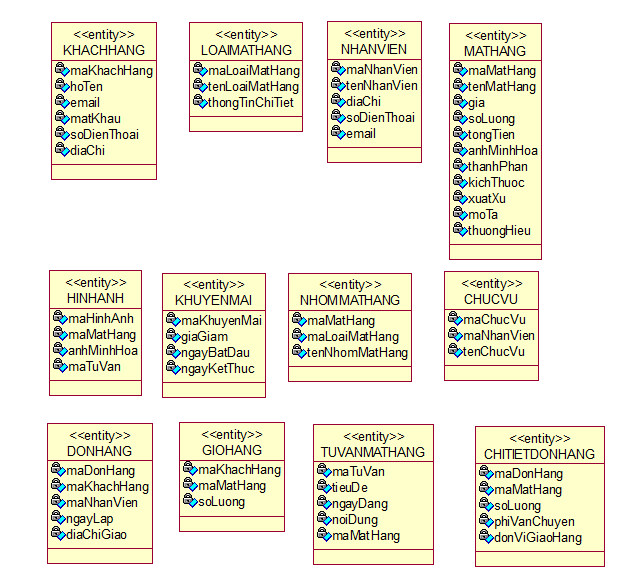 <<entity>>
KHACHHANG
maKhachHang
hoTen
email
matKhau
soDienThoai
diaChi
<<entity>>
LOAIMATHANG
maLoaiMatHang
tenLoaiMatHang
thongTinChiTiet
<<entity>>
NHANVIEN
maNhanVien
tenNhanVien
diaChi
soDienThoai
email
<<entity>>
MATHANG
maMatHang
tenMatHang
gia
soLuong
tongTien
anhMinhHoa
thanhPhan
kichThuoc
xuatXu
moTa
thuongHieu
<<entity>>
HINHANH
maHinhAnh
maMatHang
anhMinhHoa
maTuVan
<<entity>>
KHUYENMAI
maKhuyenMai
giaGiam
ngayBatDau
ngayKetThuc
<<entity>>
NHOMMATHANG
maMatHang
maLoaiMatHang
tenNhomMatHang
<<entity>>
CHUCVU
maChucVu
maNhanVien
tenChucVu
<<entity>>
DONHANG
maDonHang
maKhachHang
maNhanVien
ngayLap
diaChiGiao
<<entity>>
GIOHANG
maKhachHang
maMatHang
soLuong
<<entity>>
TUVANMATHANG
maTuVan
tieuDe
ngayDang
noiDung
maMatHang
<<entity>>
CHITIETDONHANG
maDonHang
maMatHang
soLuong
phiVanChuyen
donViGiaoHang